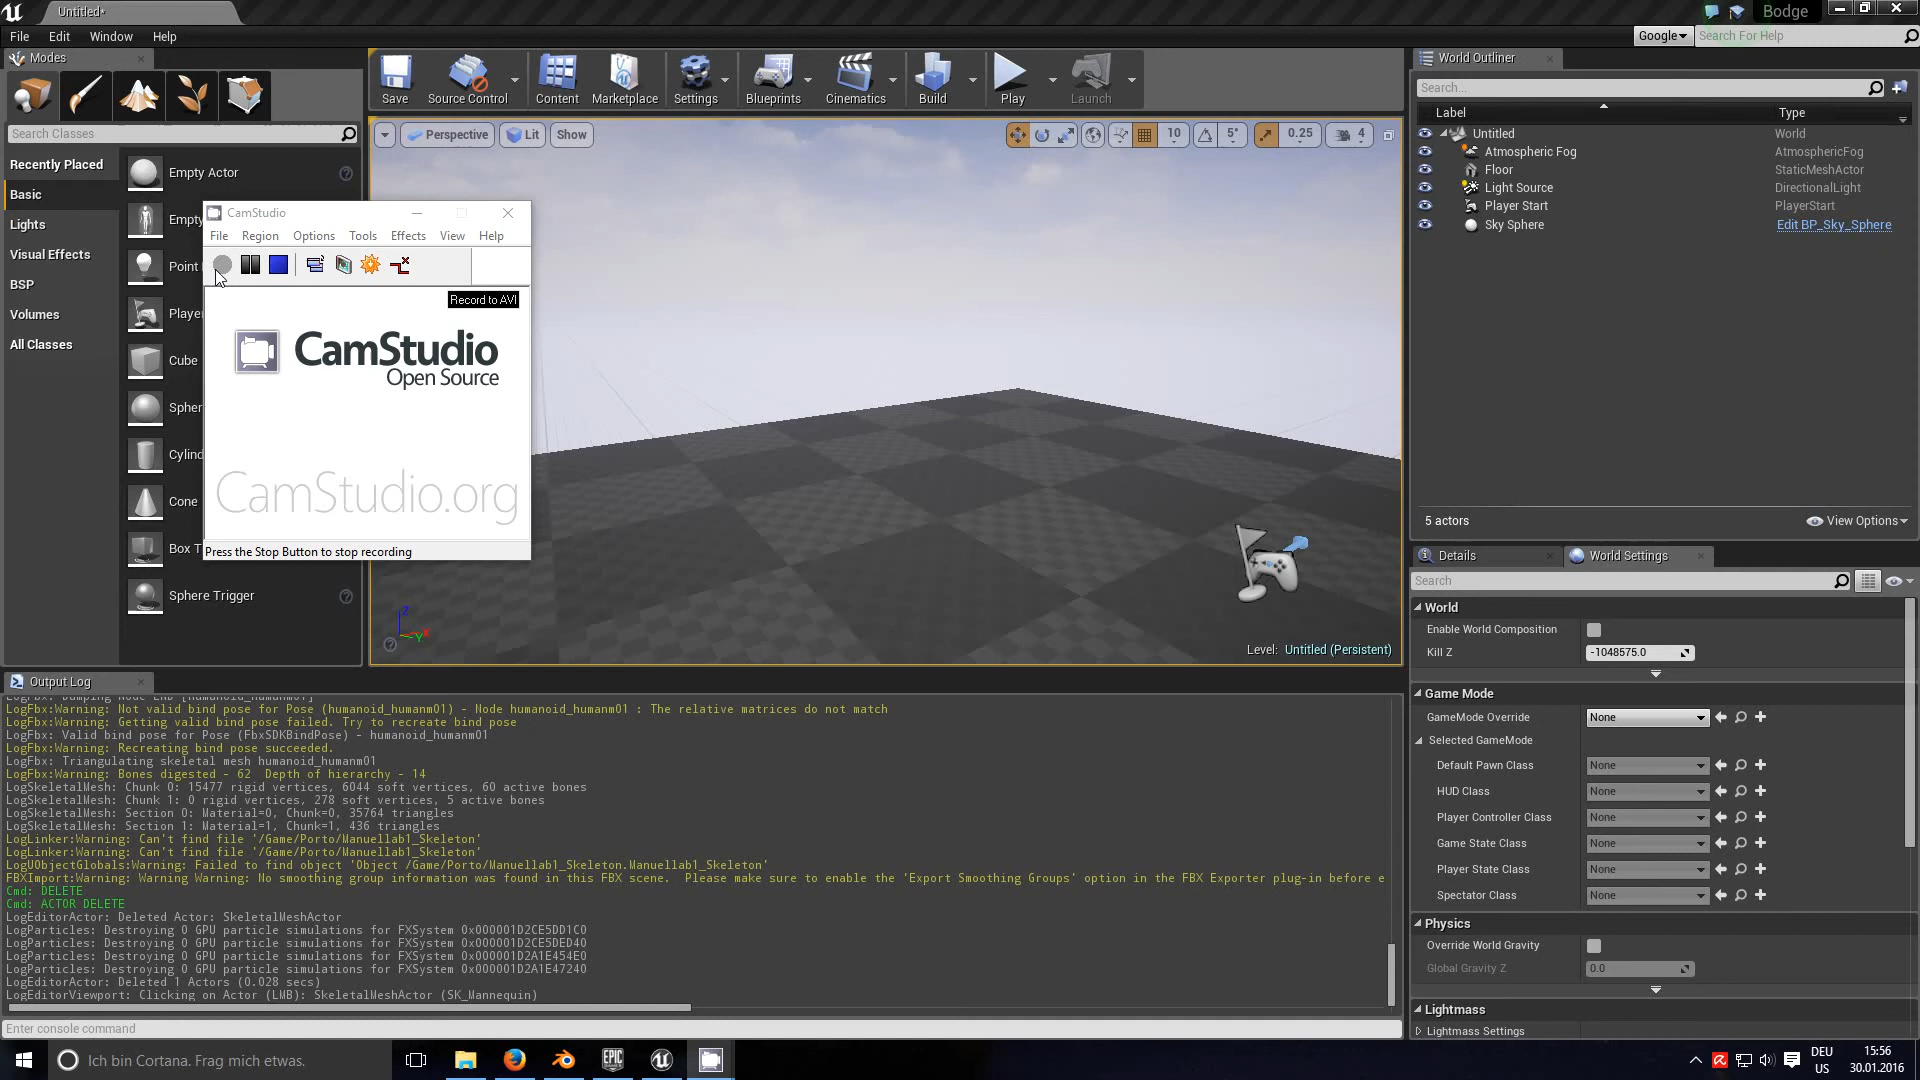 Untitled*
Bodge
File Edit Window Help
Google
Search For Help
Modes
Search Classes
Recently Placed
Basic
Lights
Visual Effects
BSP
Volumes
All Classes
Empty Actor
Empty
Point
Player
Cube
Spher
Cylind
Cone
Box T
Sphere Trigger
Save
Source Control
Content
Marketplace
Settings
Blueprints
Cinematics
Build
Play
Launch
Perspective
Lit
Show
10
5°
0.25
4
CamStudio
File Region Options Tools Effects View Help
Record to AVI
CamStudio
Open Source
CamStudio.org
Press the Stop Button to stop recording
Level: Untitled (Persistent)
World Outliner
Search...
Label Type
Untitled World
Atmospheric Fog AtmosphericFog
Floor StaticMeshActor
Light Source DirectionalLight
Player Start PlayerStart
Sky Sphere Edit BP_Sky_Sphere
5 actors
View Options
Details
World Settings
Search
World
Enable World Composition
Kill Z -1048575.0
Game Mode
GameMode Override None
Selected GameMode
Default Pawn Class None
HUD Class None
Player Controller Class None
Game State Class None
Player State Class None
Spectator Class None
Physics
Override World Gravity
Global Gravity Z 0.0
Lightmass
Lightmass Settings
Output Log
LogFbx:Warning: Not valid bind pose for Pose (humanoid_humanm01) - Node humanoid_humanm01 : The relative matrices do not match
LogFbx:Warning: Getting valid bind pose failed. Try to recreate bind pose
LogFbx: Valid bind pose for Pose (FbxSDKBindPose) - humanoid_humanm01
LogFbx:Warning: Recreating bind pose succeeded.
LogFbx: Triangulating skeletal mesh humanoid_humanm01
LogFbx:Warning: Bones digested - 62 Depth of hierarchy - 14
LogSkeletalMesh: Chunk 0: 15477 rigid vertices, 6044 soft vertices, 60 active bones
LogSkeletalMesh: Chunk 1: 0 rigid vertices, 278 soft vertices, 5 active bones
LogSkeletalMesh: Section 0: Material=0, Chunk=0, 35764 triangles
LogSkeletalMesh: Section 1: Material=1, Chunk=1, 436 triangles
LogLinker:Warning: Can't find file '/Game/Porto/Manuellab1_Skeleton'
LogLinker:Warning: Can't find file '/Game/Porto/Manuellab1_Skeleton'
LogUObjectGlobals:Warning: Failed to find object 'Object /Game/Porto/Manuellab1_Skeleton.Manuellab1_Skeleton'
FBXImport:Warning: Warning Warning: No smoothing group information was found in this FBX scene. Please make sure to enable the 'Export Smoothing Groups' option in the FBX Exporter plug-in before e
Cmd: DELETE
Cmd: ACTOR DELETE
LogEditorActor: Deleted Actor: SkeletalMeshActor
LogParticles: Destroying 0 GPU particle simulations for FXSystem 0x000001D2CE5DD1C0
LogParticles: Destroying 0 GPU particle simulations for FXSystem 0x000001D2CE5DED40
LogParticles: Destroying 0 GPU particle simulations for FXSystem 0x000001D2A1E454E0
LogParticles: Destroying 0 GPU particle simulations for FXSystem 0x000001D2A1E47240
LogEditorActor: Deleted 1 Actors (0.028 secs)
LogEditorViewport: Clicking on Actor (LMB): SkeletalMeshActor (SK_Mannequin)
Enter console command
Ich bin Cortana. Frag mich etwas.
EPIC
DEU
US
15:56
30.01.2016